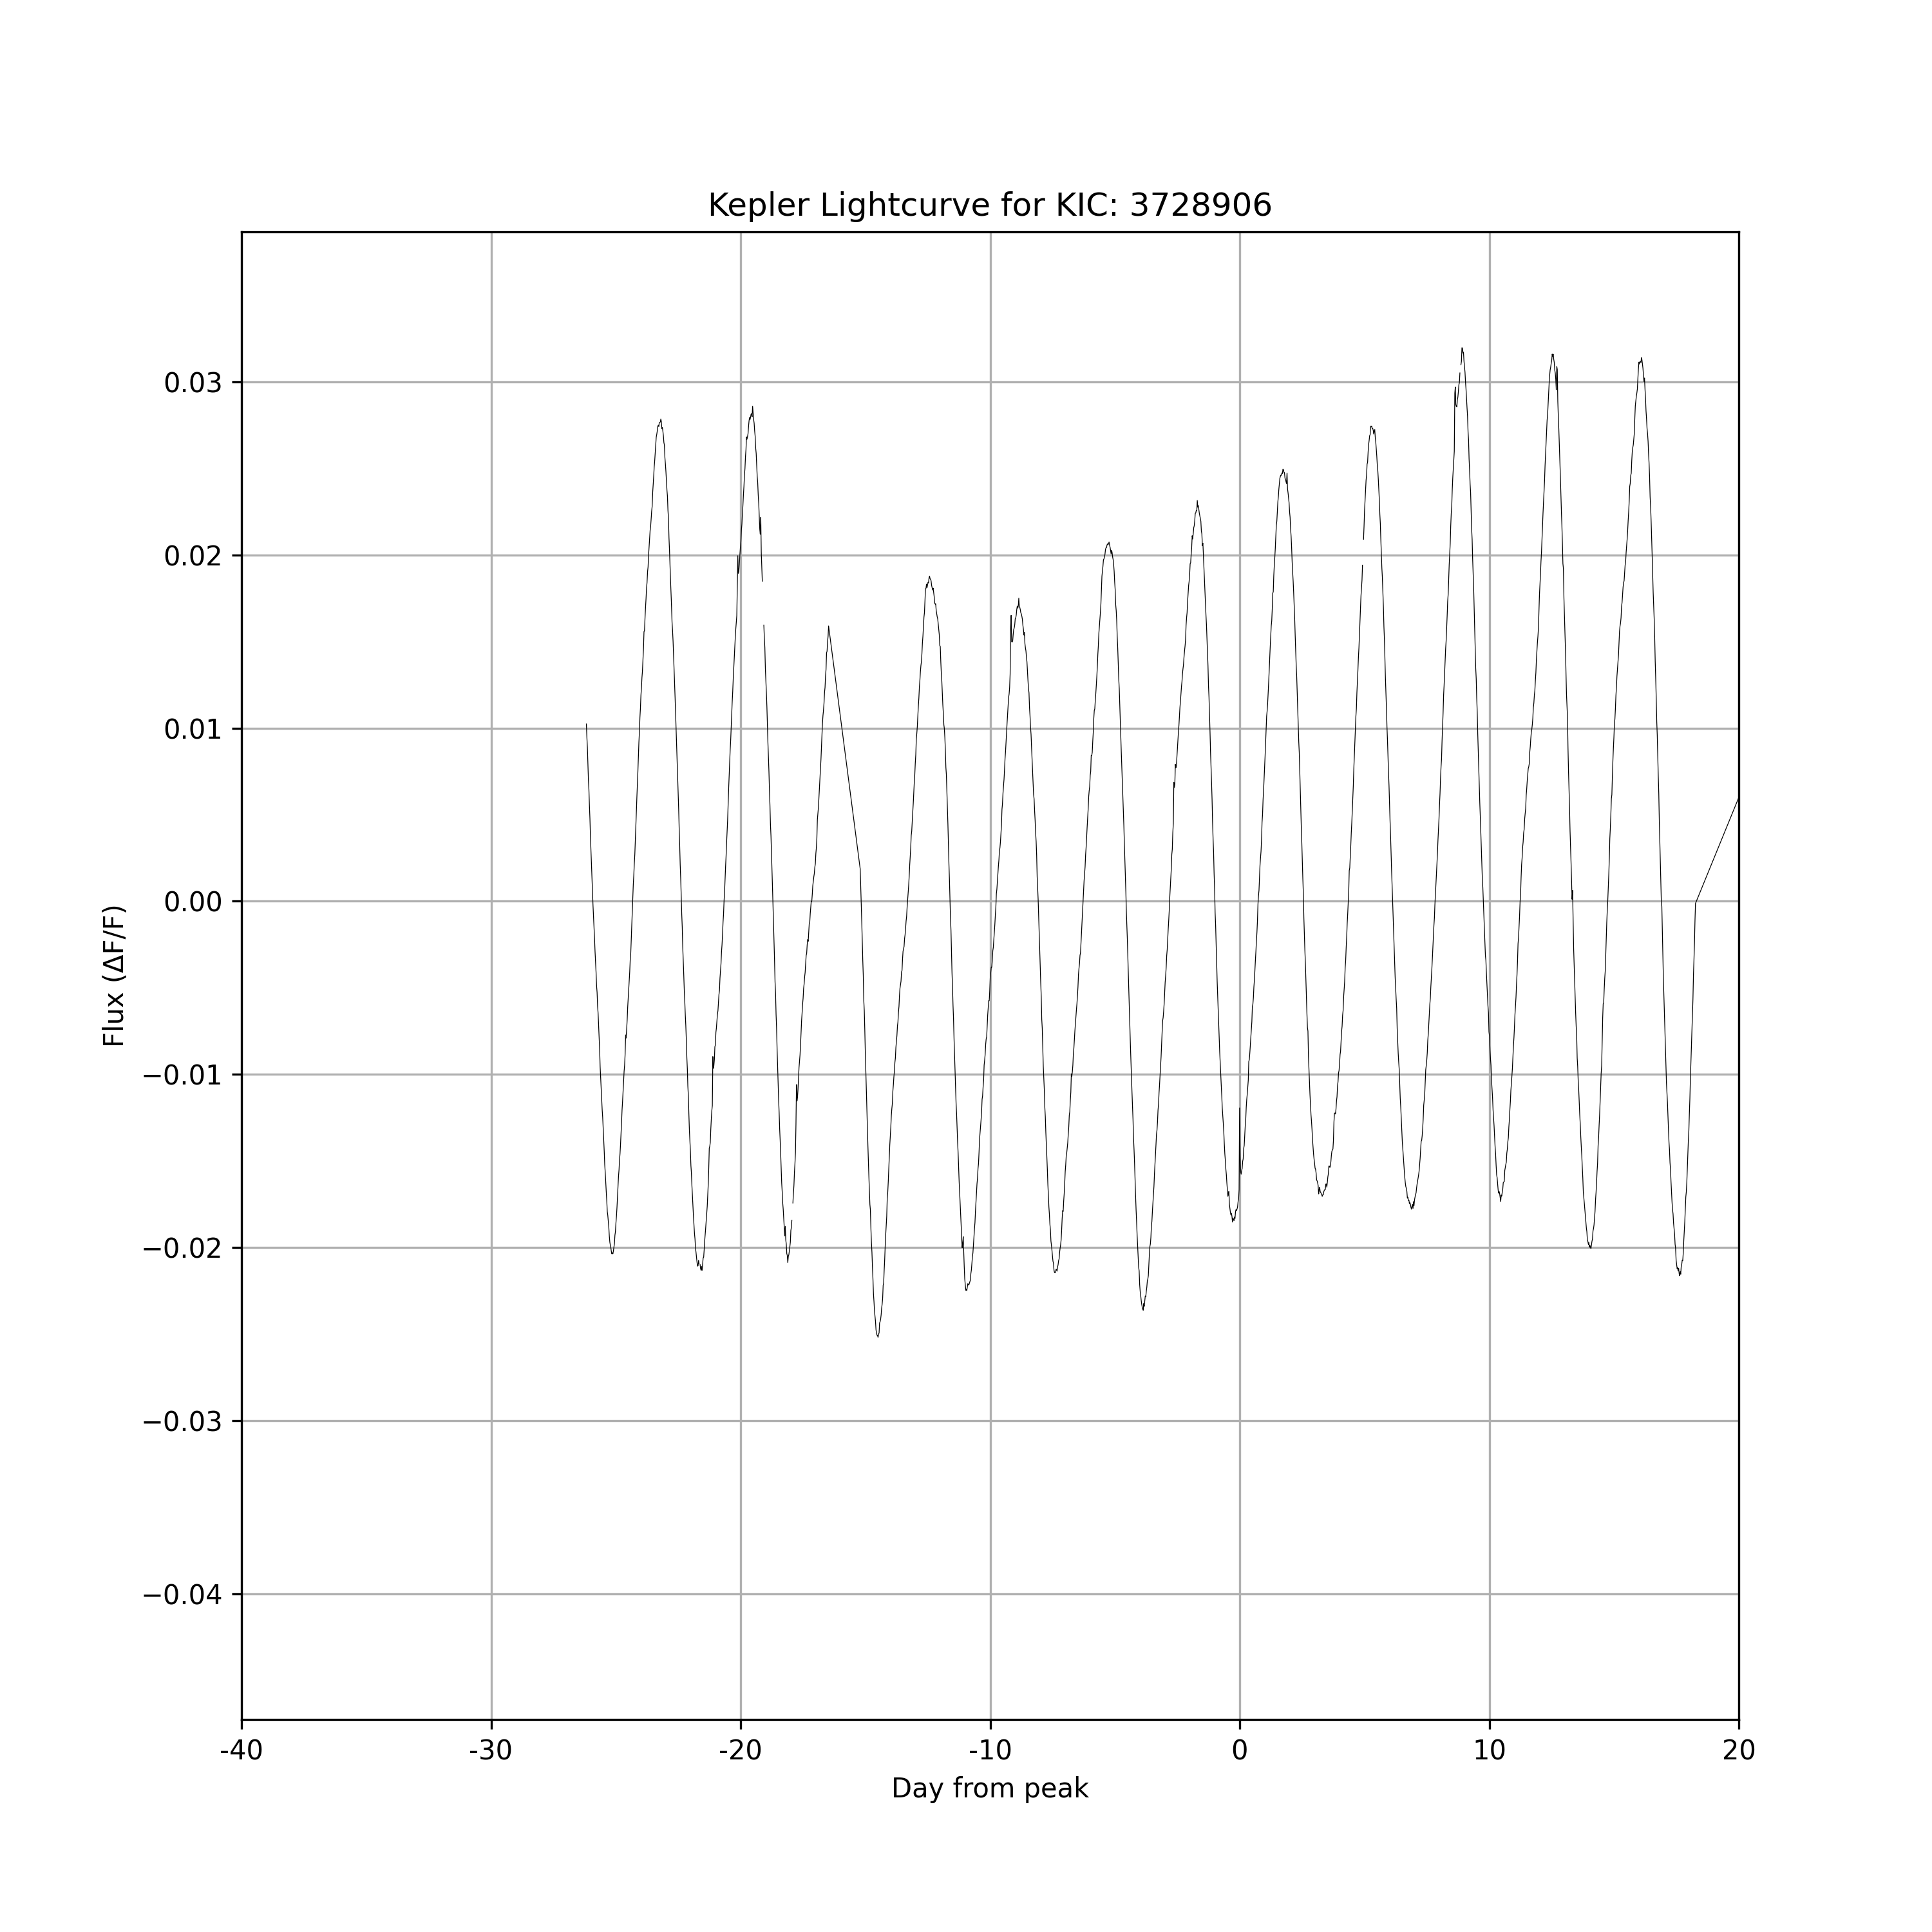 Kepler Lightcurve for KIC: 3728906
0.03
0.02
0.01
0.00
−0.01
−0.02
−0.03
−0.04
Flux (ΔF/F)
-40 -30 -20 -10 0 10 20
Day from peak